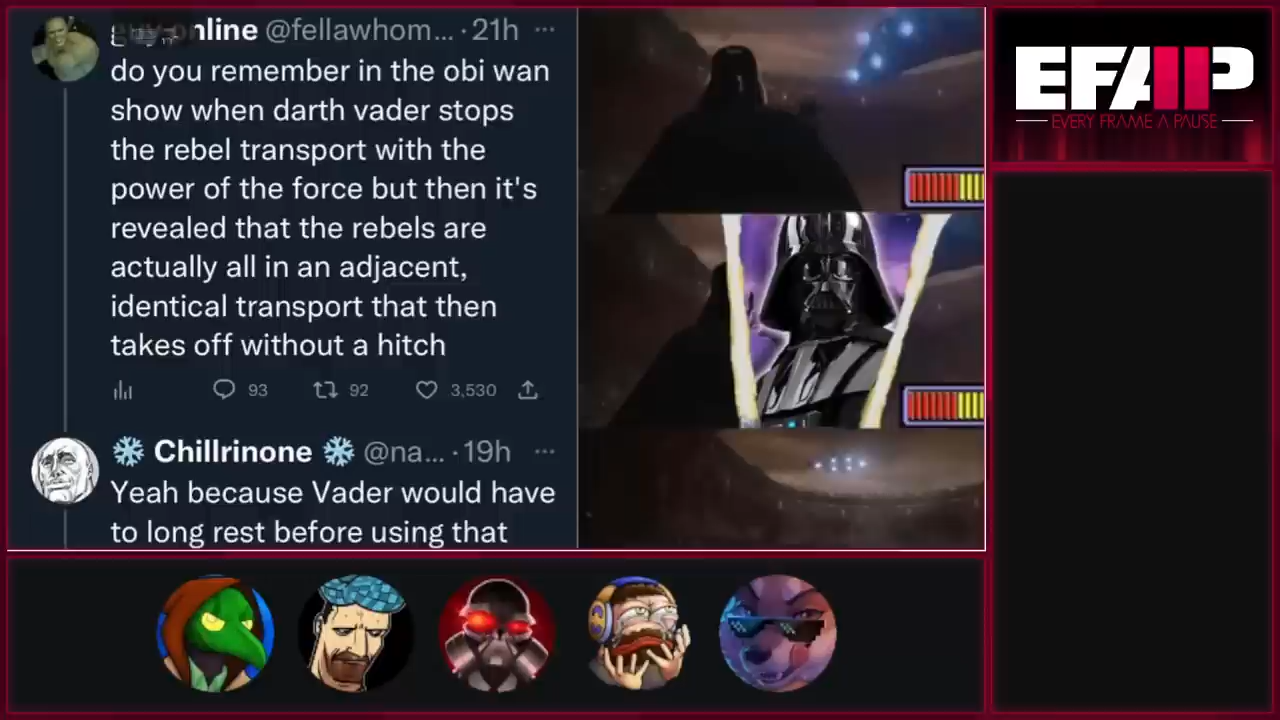 online @fellawhom... · 21h ...
do you remember in the obi wan
show when darth vader stops
the rebel transport with the
power of the force but then it's
revealed that the rebels are
actually all in an adjacent,
identical transport that then
takes off without a hitch
93 92 3,530
❄ Chillrinone ❄ @na... · 19h ...
Yeah because Vader would have
to long rest before using that
EFAP
EVERY FRAME A PAUSE